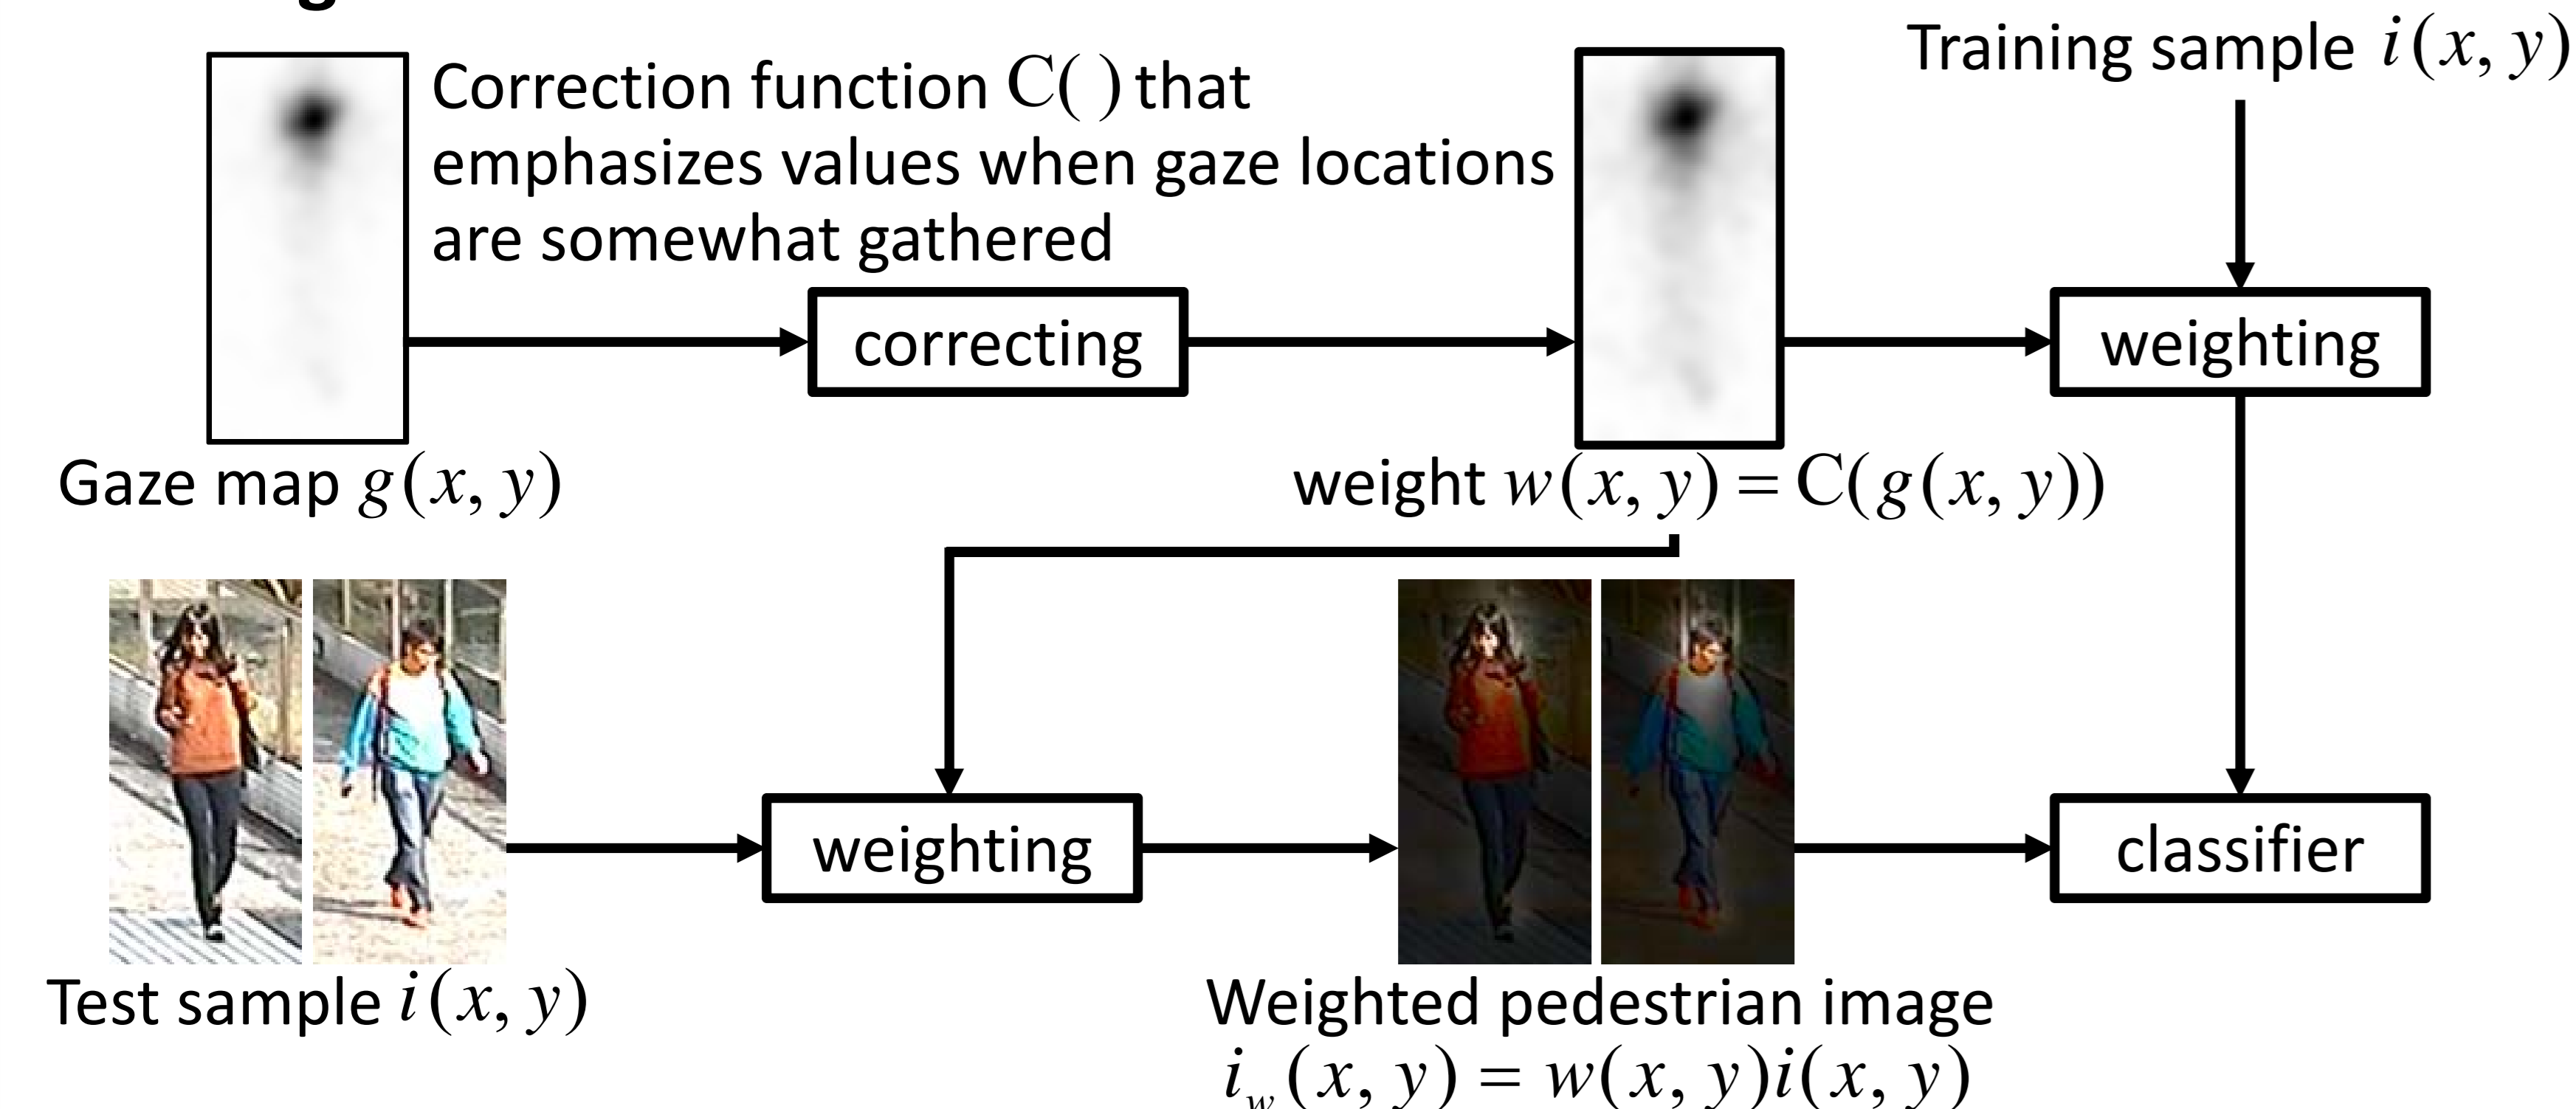 Correction function C( ) that
emphasizes values when gaze locations
are somewhat gathered
Training sample i(x, y)
correcting
weighting
Gaze map g(x, y)
weight w(x, y) = C(g(x, y))
weighting
classifier
Test sample i(x, y)
Weighted pedestrian image
i_w(x, y) = w(x, y)i(x, y)